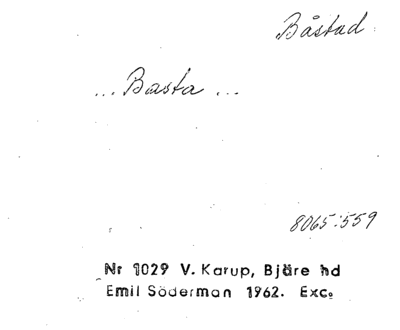 Båstad
... Basta ...
8065:559
Nr 1029 V. Karup, Bjäre hd
Emil Söderman 1962. Exc.